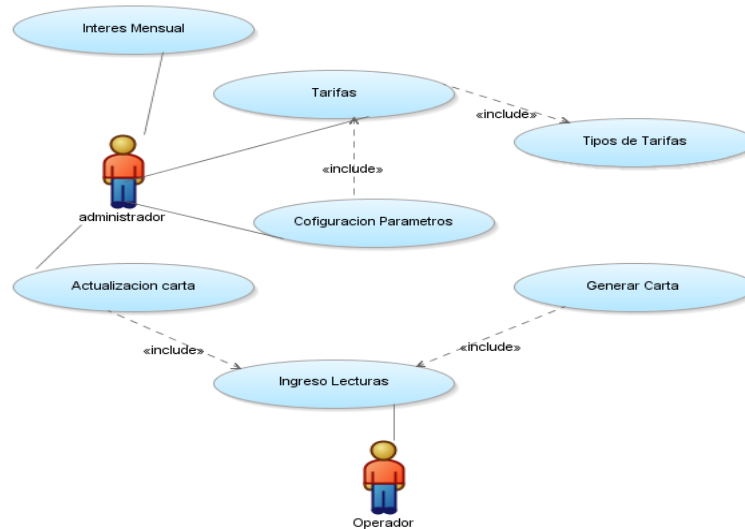 Interes Mensual
Tarifas
«include»
Tipos de Tarifas
«include»
administrador
Cofiguracion Parametros
Actualizacion carta
Generar Carta
«include»
«include»
Ingreso Lecturas
Operador